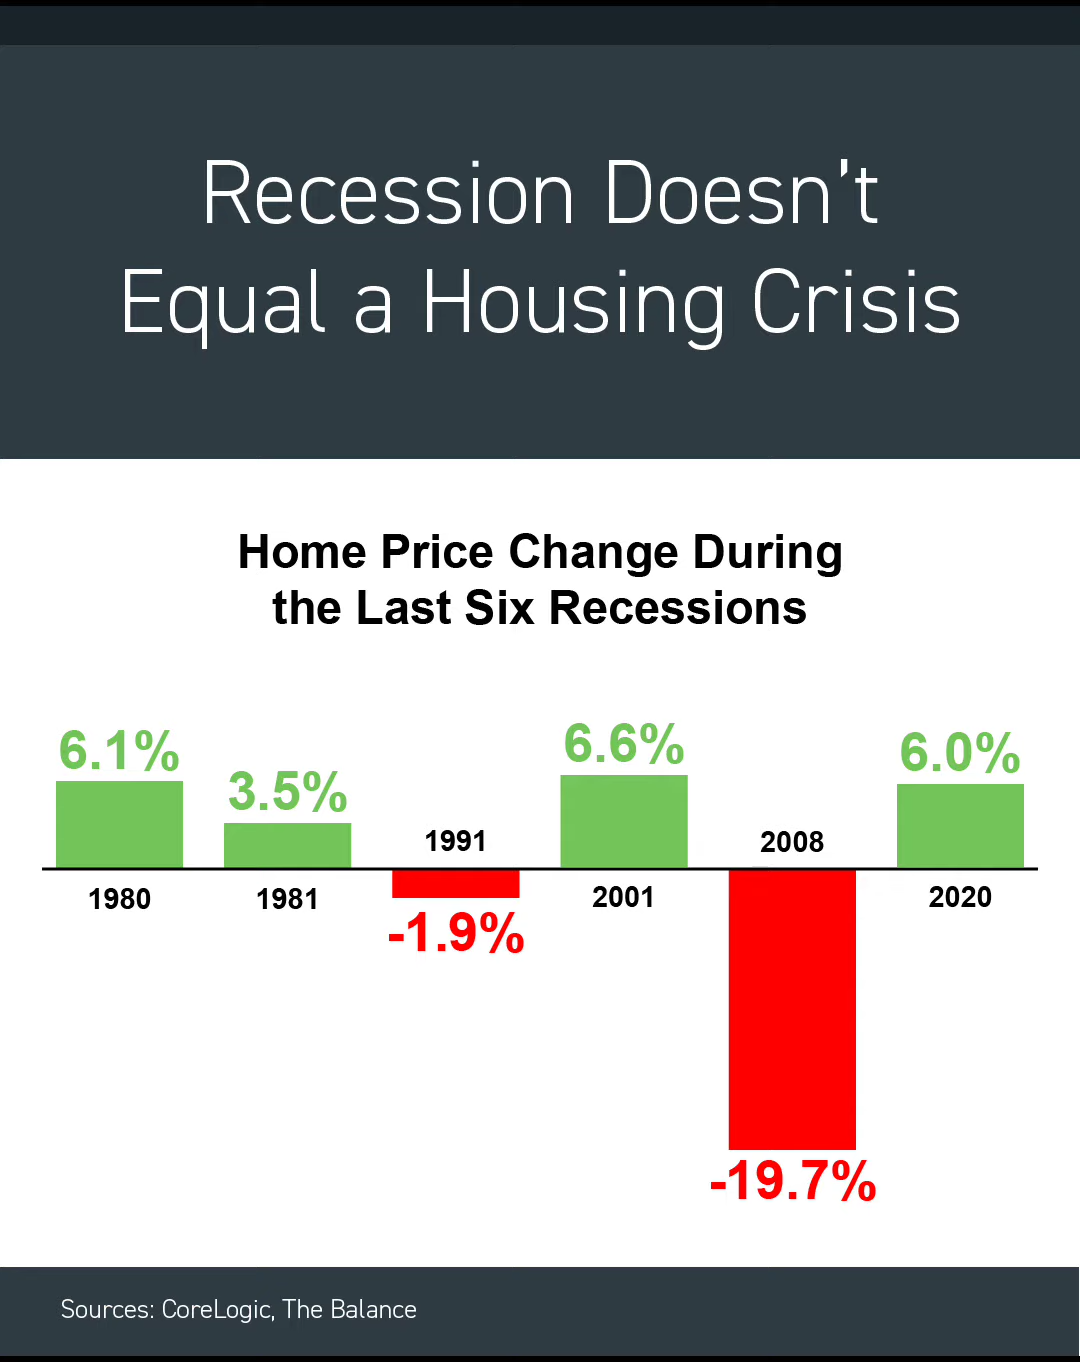 Recession Doesn't
Equal a Housing Crisis
Home Price Change During
the Last Six Recessions
6.1%
3.5%
6.6%
6.0%
1991
2008
1980
1981
2001
2020
-1.9%
-19.7%
Sources: CoreLogic, The Balance